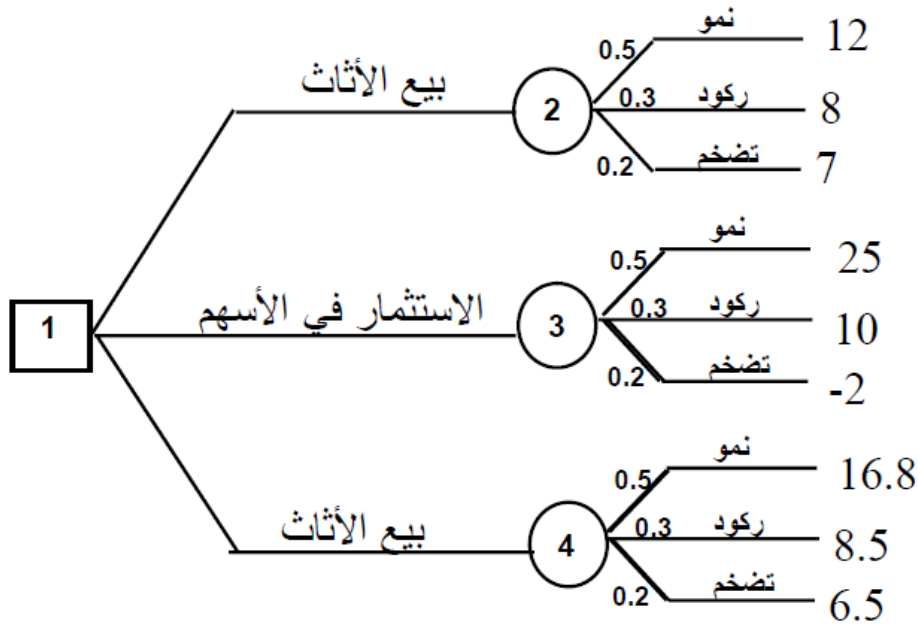 نمو
12
0.5
بيع الأثاث
2
0.3
ركود
8
0.2
تضخم
7
نمو
25
0.5
1
الاستثمار في الأسهم
3
0.3
ركود
10
0.2
تضخم
-2
نمو
16.8
0.5
بيع الأثاث
4
0.3
ركود
8.5
0.2
تضخم
6.5